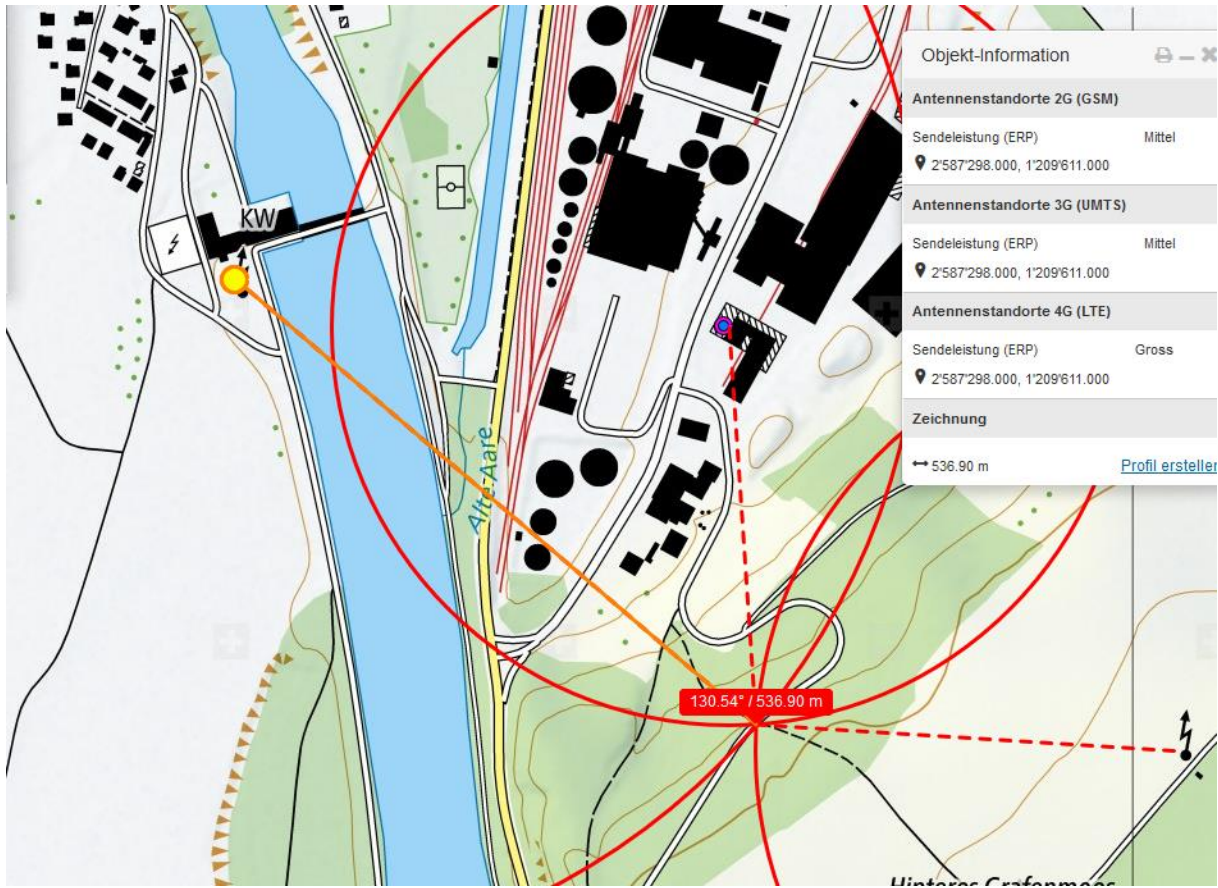 Objekt-Information
Antennenstandorte 2G (GSM)
Sendeleistung (ERP) Mittel
2'587'298.000, 1'209'611.000
Antennenstandorte 3G (UMTS)
Sendeleistung (ERP) Mittel
2'587'298.000, 1'209'611.000
Antennenstandorte 4G (LTE)
Sendeleistung (ERP) Gross
2'587'298.000, 1'209'611.000
Zeichnung
536.90 m Profil erstellen
KW
Alte Aare
130.54° / 536.90 m
Hinteres Grafenmoos